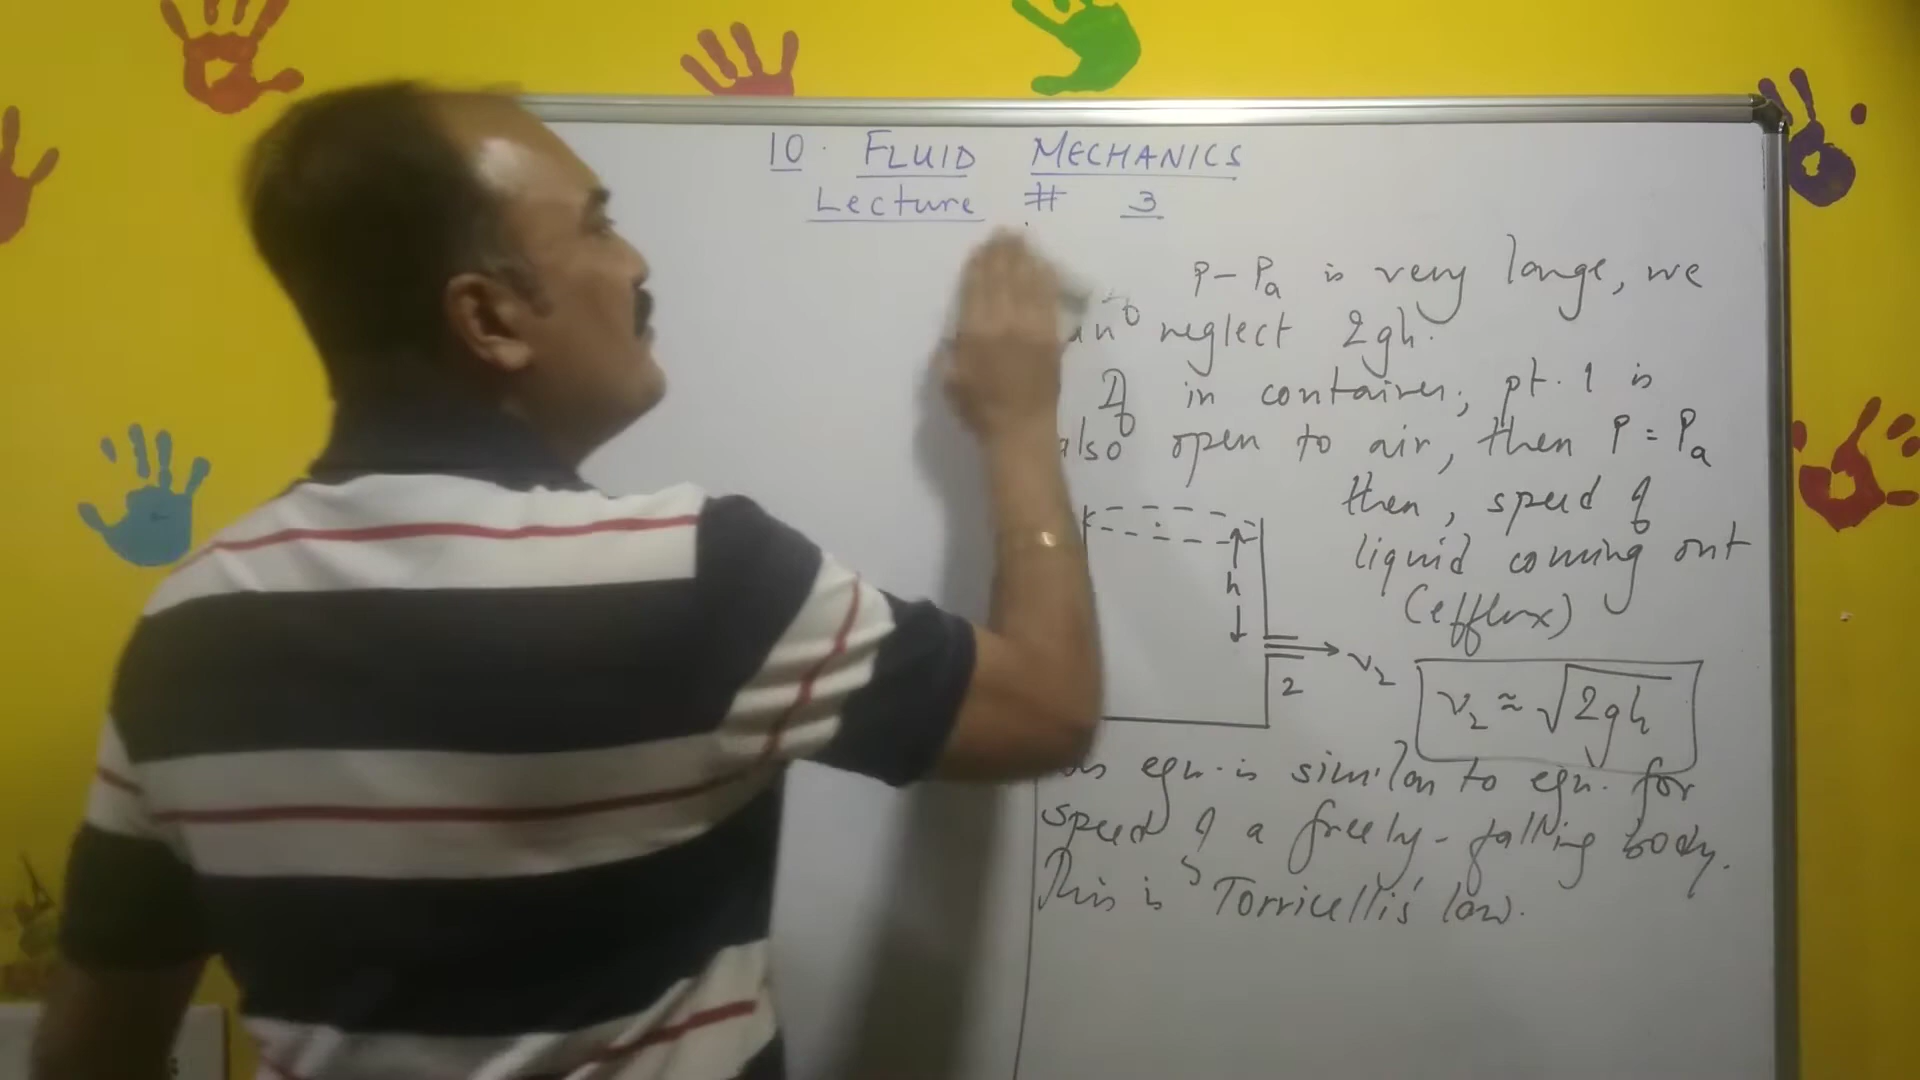 10. FLUID MECHANICS
Lecture # 3
P-Pa is very large, we
neglect 2gh.
If in container, pt. 1 is
also open to air, then P = Pa
then, speed of
liquid coming out
(efflux)
h
v2
2
v2 ≈ √2gh
eqn. is similar to eqn. for
speed of a freely-falling body.
This is Torricelli's law.